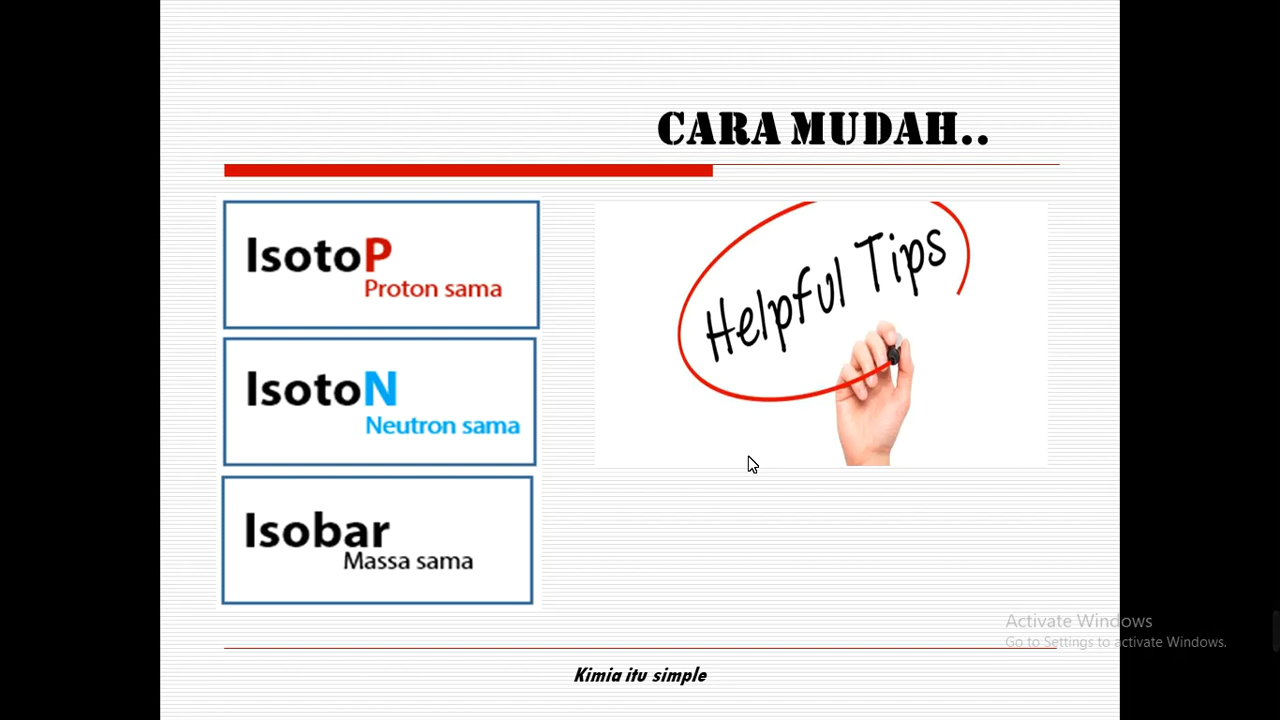 CARA MUDAH..
IsotoP
Proton sama
IsotoN
Neutron sama
Isobar
Massa sama
Helpful Tips
Activate Windows
Go to Settings to activate Windows.
Kimia itu simple